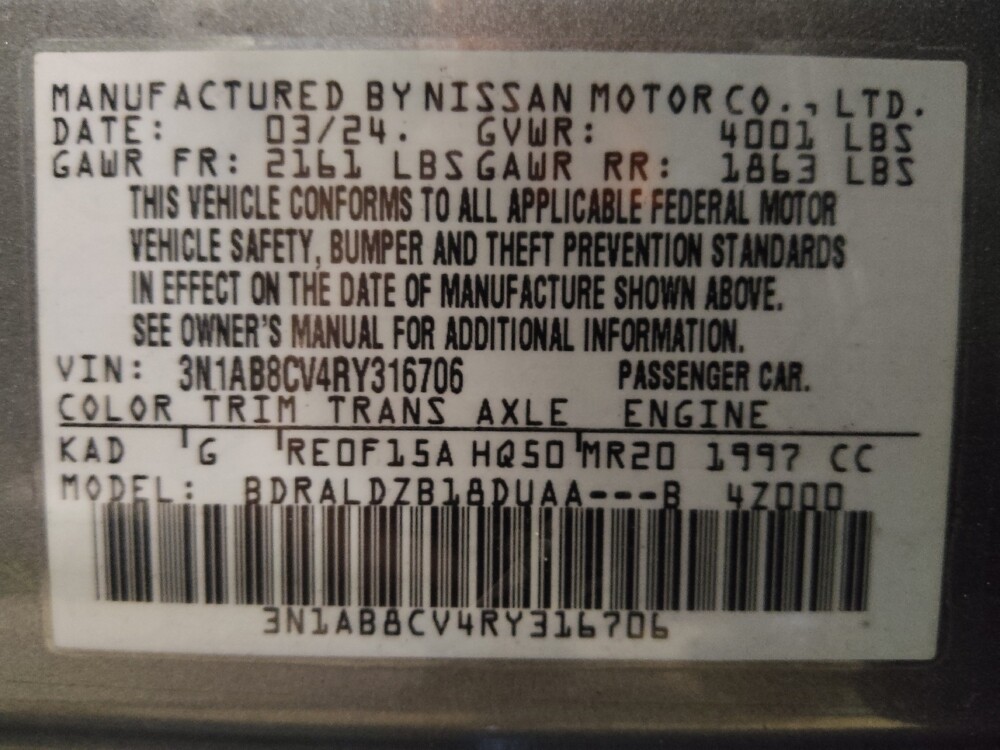 MANUFACTURED BY NISSAN MOTOR CO., LTD.
DATE: 03/24. GVWR: 4001 LBS
GAWR FR: 2161 LBS GAWR RR: 1863 LBS
THIS VEHICLE CONFORMS TO ALL APPLICABLE FEDERAL MOTOR
VEHICLE SAFETY, BUMPER AND THEFT PREVENTION STANDARDS
IN EFFECT ON THE DATE OF MANUFACTURE SHOWN ABOVE.
SEE OWNER'S MANUAL FOR ADDITIONAL INFORMATION.
VIN: 3N1AB8CV4RY316706 PASSENGER CAR.
COLOR TRIM TRANS AXLE ENGINE
KAD G RE0F15A HQ50 MR20 1997 CC
MODEL: BDRALDZB18DUAA---B 4Z000
3N1AB8CV4RY316706